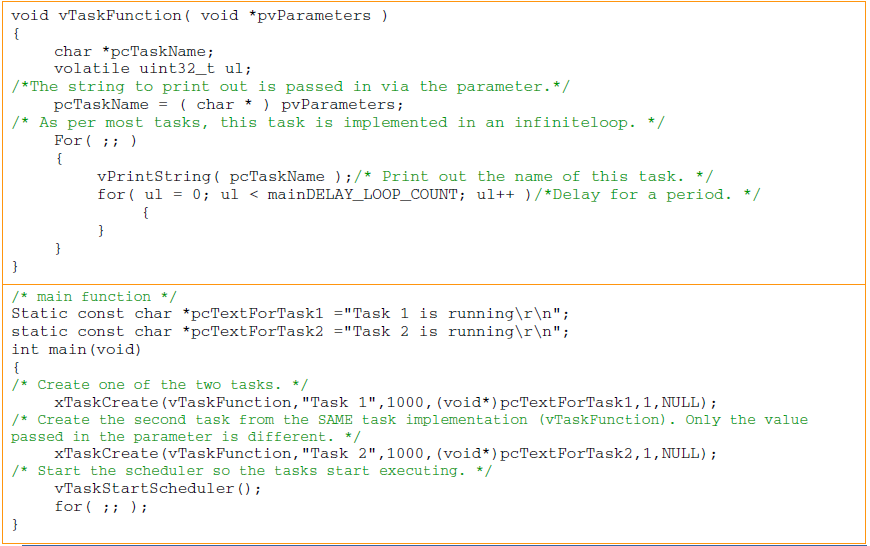 void vTaskFunction( void *pvParameters )
{
char *pcTaskName;
volatile uint32_t ul;
/*The string to print out is passed in via the parameter.*/
pcTaskName = ( char * ) pvParameters;
/* As per most tasks, this task is implemented in an infiniteloop. */
For( ;; )
{
vPrintString( pcTaskName );/* Print out the name of this task. */
for( ul = 0; ul < mainDELAY_LOOP_COUNT; ul++ )/*Delay for a period. */
{
}
}
}
/* main function */
Static const char *pcTextForTask1 ="Task 1 is running\r\n";
static const char *pcTextForTask2 ="Task 2 is running\r\n";
int main(void)
{
/* Create one of the two tasks. */
xTaskCreate(vTaskFunction,"Task 1",1000,(void*)pcTextForTask1,1,NULL);
/* Create the second task from the SAME task implementation (vTaskFunction). Only the value
passed in the parameter is different. */
xTaskCreate(vTaskFunction,"Task 2",1000,(void*)pcTextForTask2,1,NULL);
/* Start the scheduler so the tasks start executing. */
vTaskStartScheduler();
for( ;; );
}